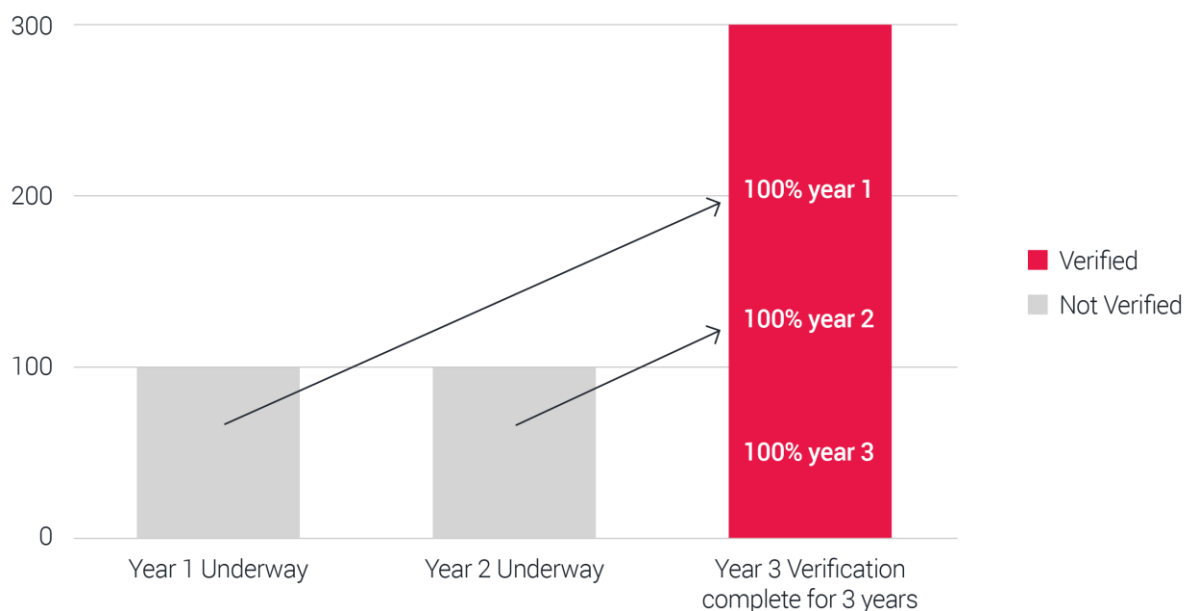 300
200
100
0
100% year 1
100% year 2
100% year 3
Verified
Not Verified
Year 1 Underway
Year 2 Underway
Year 3 Verification
complete for 3 years